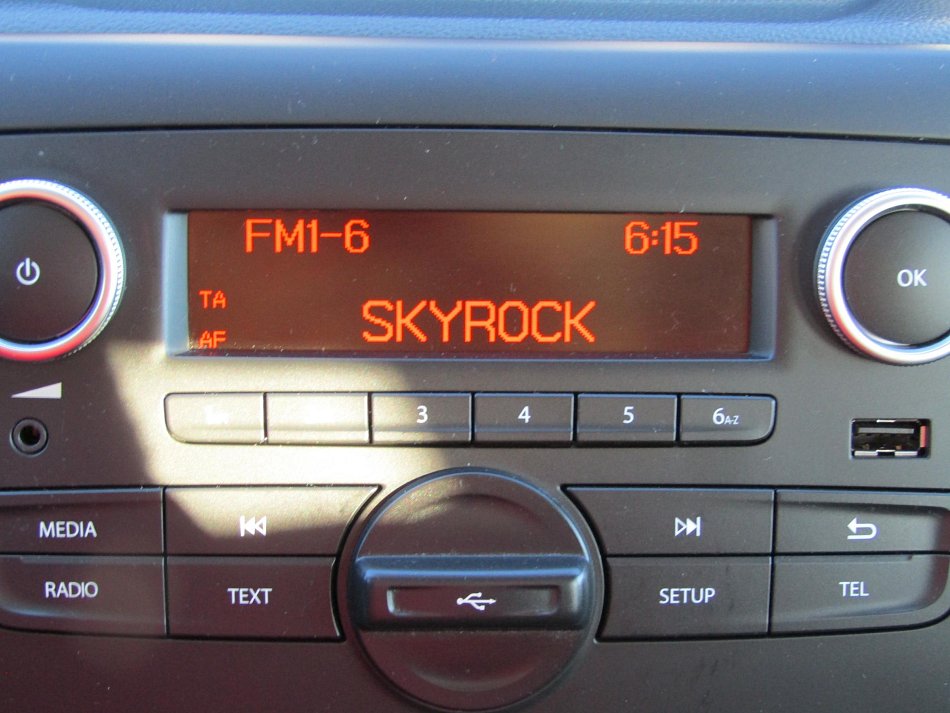 FM1-6 6:15
TA
SKYROCK
AF
OK
3 4 5 6A-Z
MEDIA
RADIO TEXT SETUP TEL